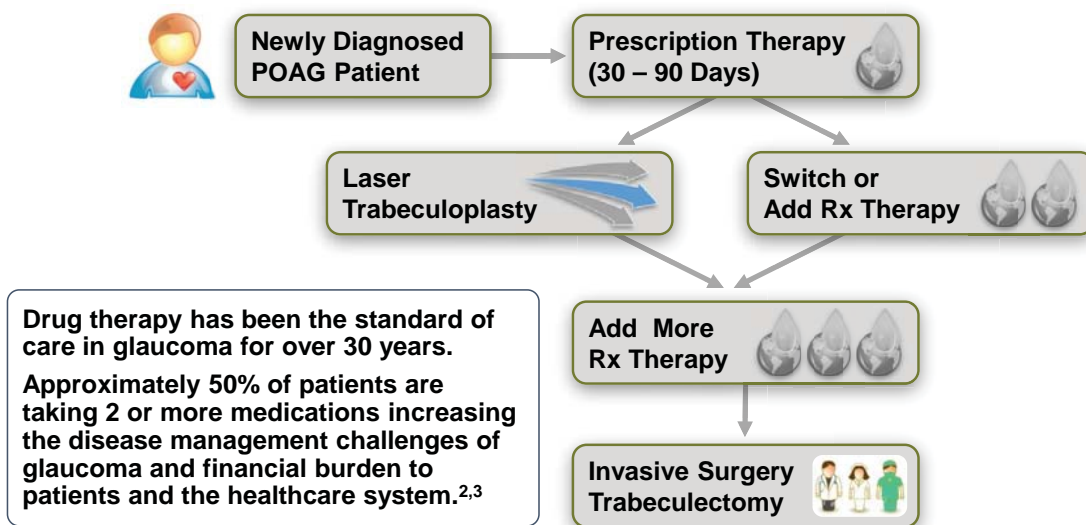 Newly Diagnosed
POAG Patient
Prescription Therapy
(30 – 90 Days)
Laser
Trabeculoplasty
Switch or
Add Rx Therapy
Drug therapy has been the standard of
care in glaucoma for over 30 years.
Approximately 50% of patients are
taking 2 or more medications increasing
the disease management challenges of
glaucoma and financial burden to
patients and the healthcare system.2,3
Add More
Rx Therapy
Invasive Surgery
Trabeculectomy